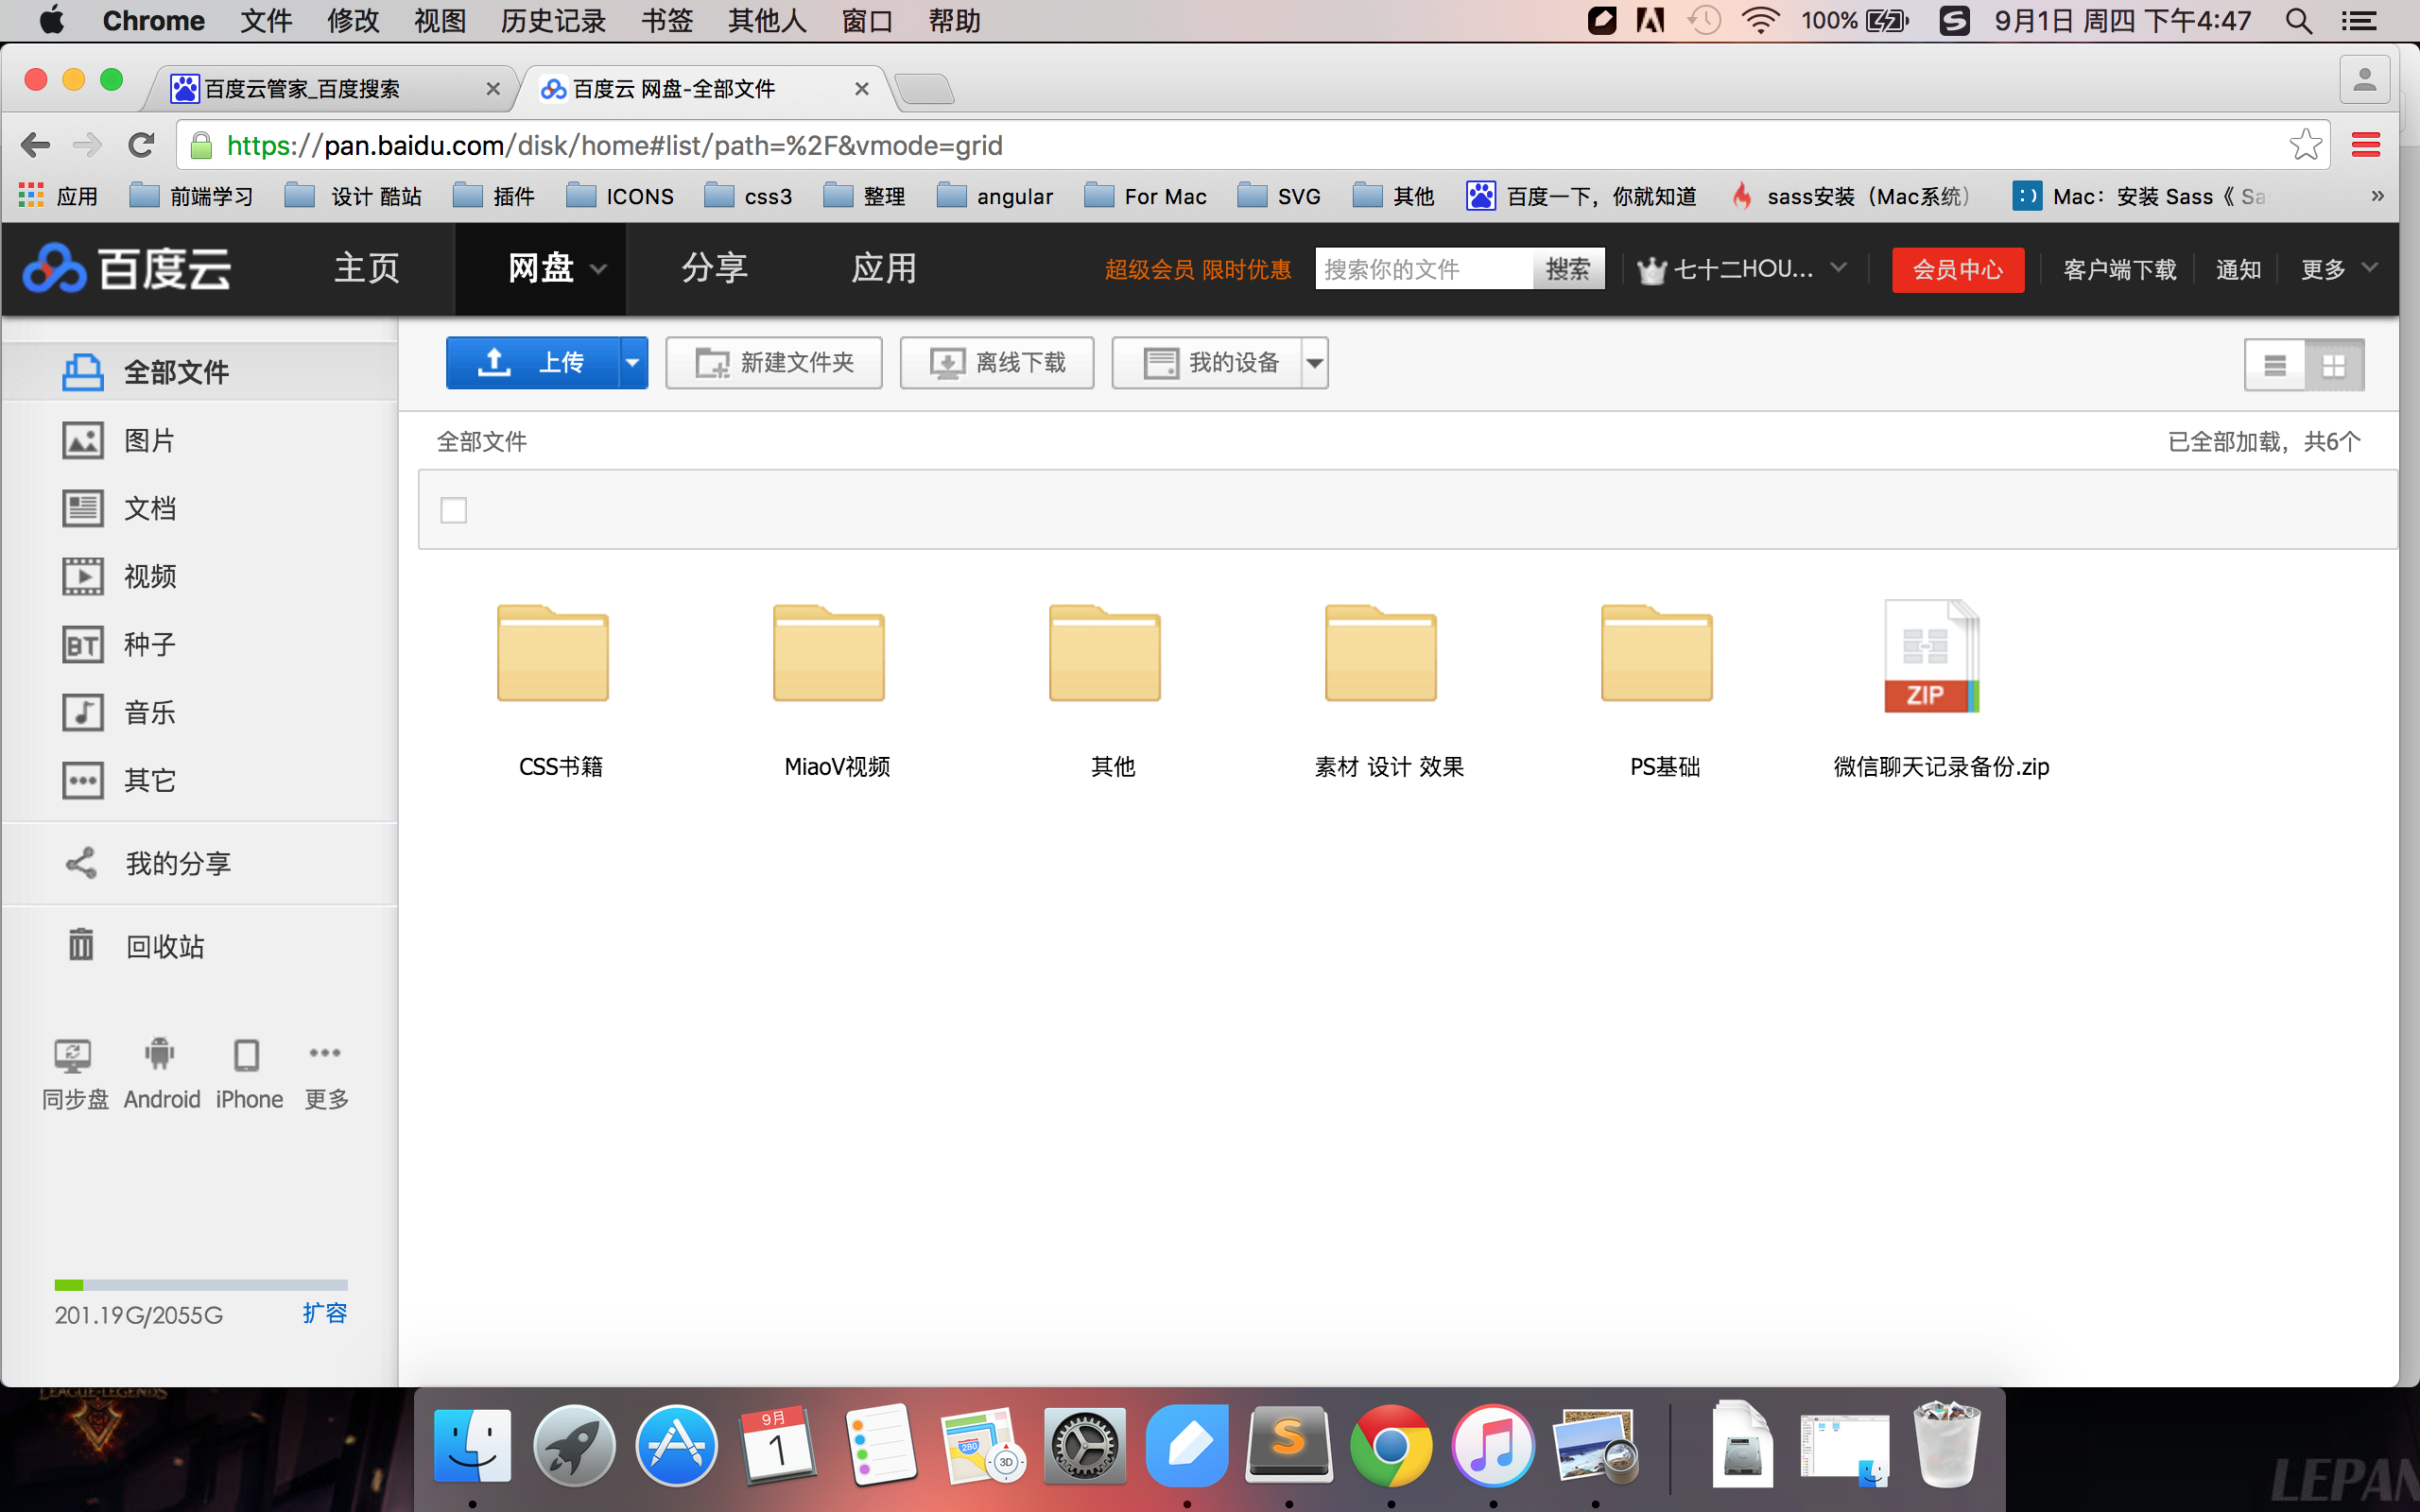 Chrome 文件 修改 视图 历史记录 书签 其他人 窗口 帮助 100% 9月1日 周四 下午4:47
百度云管家_百度搜索 百度云 网盘-全部文件
https://pan.baidu.com/disk/home#list/path=%2F&vmode=grid
应用 前端学习 设计 酷站 插件 ICONS css3 整理 angular For Mac SVG 其他 百度一下，你就知道 sass安装（Mac系统） Mac：安装 Sass《 Sa »
百度云 主页 网盘 分享 应用 超级会员 限时优惠 搜索你的文件 搜索 七十二HOU... 会员中心 客户端下载 通知 更多
全部文件
图片
文档
视频
BT 种子
音乐
其它
我的分享
回收站
同步盘 Android iPhone 更多
201.19G/2055G 扩容
上传 新建文件夹 离线下载 我的设备
全部文件 已全部加载，共6个
ZIP
CSS书籍 MiaoV视频 其他 素材 设计 效果 PS基础 微信聊天记录备份.zip
LEAGUE·LEGENDS
9月
1
280
3D
S
LEPAN